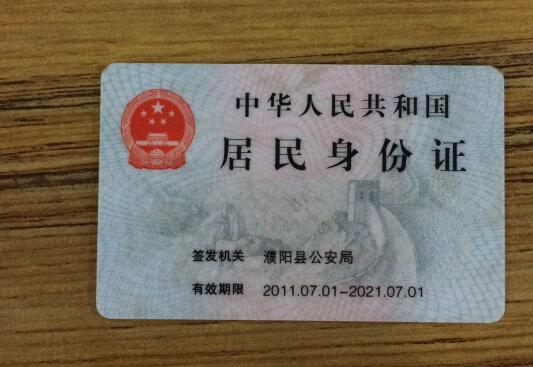 中华人民共和国
居民身份证
签发机关 濮阳县公安局
有效期限 2011.07.01-2021.07.01